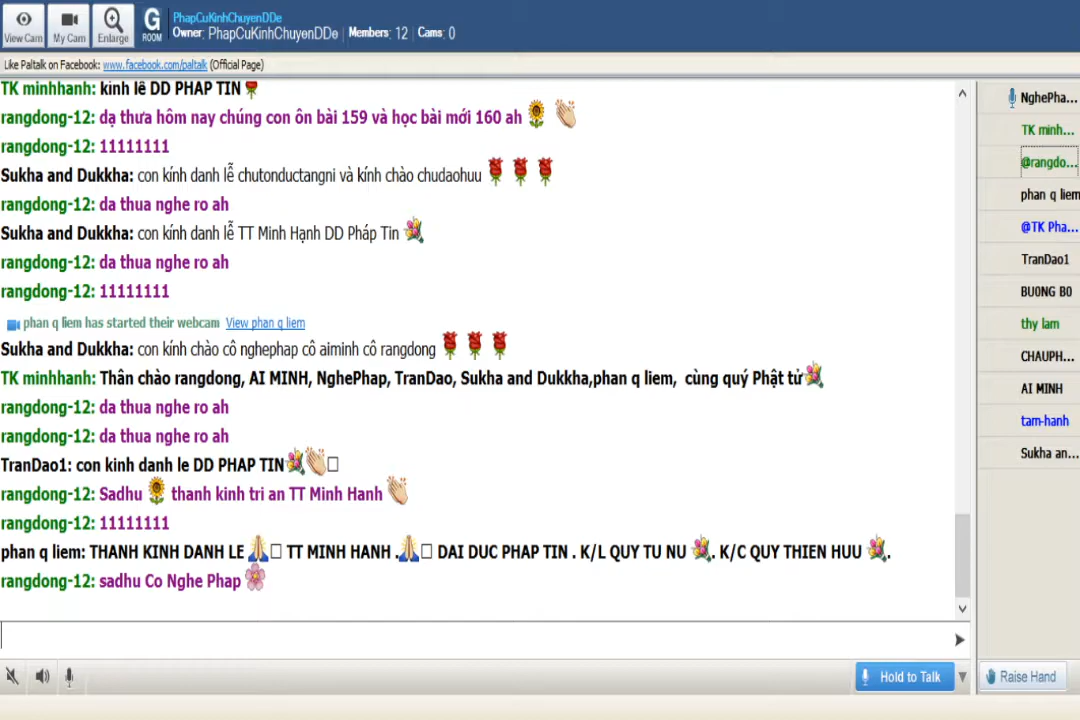 PhapCuKinhChuyenDDe
View Cam My Cam Enlarge G ROOM Owner: PhapCuKinhChuyenDDe Members: 12 Cams: 0
Like Paltalk on Facebook: www.facebook.com/paltalk (Official Page)
TK minhhanh: kinh lê DD PHAP TIN
rangdong-12: dạ thưa hôm nay chúng con ôn bài 159 và học bài mới 160 ah
rangdong-12: 11111111
Sukha and Dukkha: con kính danh lễ chutonductangni và kính chào chudaohuu
rangdong-12: da thua nghe ro ah
Sukha and Dukkha: con kính danh lễ TT Minh Hạnh DD Pháp Tin
rangdong-12: da thua nghe ro ah
rangdong-12: 11111111
phan q liem has started their webcam View phan q liem
Sukha and Dukkha: con kính chào cô nghephap cô aiminh cô rangdong
TK minhhanh: Thân chào rangdong, AI MINH, NghePhap, TranDao, Sukha and Dukkha,phan q liem, cùng quý Phật tử
rangdong-12: da thua nghe ro ah
rangdong-12: da thua nghe ro ah
TranDao1: con kinh danh le DD PHAP TIN
rangdong-12: Sadhu thanh kinh tri an TT Minh Hanh
rangdong-12: 11111111
phan q liem: THANH KINH DANH LE TT MINH HANH . DAI DUC PHAP TIN . K/L QUY TU NU . K/C QUY THIEN HUU .
rangdong-12: sadhu Co Nghe Phap
NghePha...
TK minh...
@rangdo...
phan q liem
@TK Pha...
TranDao1
BUONG BO
thy lam
CHAUPH...
AI MINH
tam-hanh
Sukha an...
Hold to Talk
Raise Hand